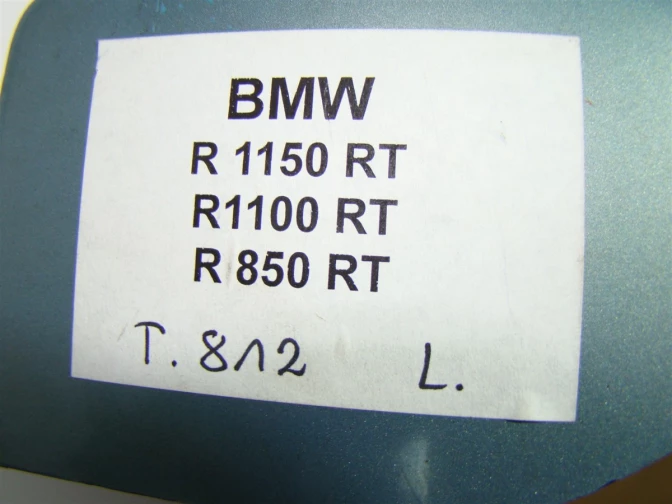 BMW
R 1150 RT
R1100 RT
R 850 RT
T. 812 L.